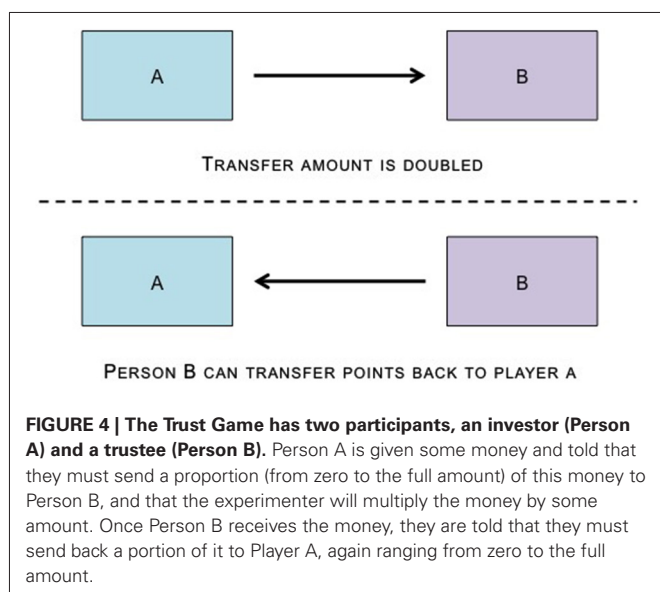 A
B
TRANSFER AMOUNT IS DOUBLED
A
B
PERSON B CAN TRANSFER POINTS BACK TO PLAYER A
FIGURE 4 | The Trust Game has two participants, an investor (Person
A) and a trustee (Person B). Person A is given some money and told that
they must send a proportion (from zero to the full amount) of this money to
Person B, and that the experimenter will multiply the money by some
amount. Once Person B receives the money, they are told that they must
send back a portion of it to Player A, again ranging from zero to the full
amount.